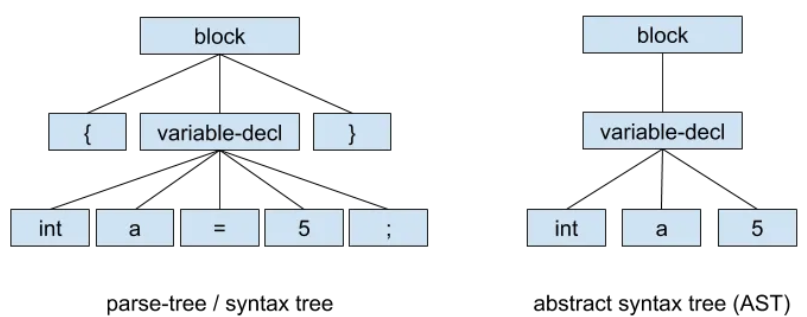 block
block
{ variable-decl }
variable-decl
int a = 5 ;
int a 5
parse-tree / syntax tree
abstract syntax tree (AST)